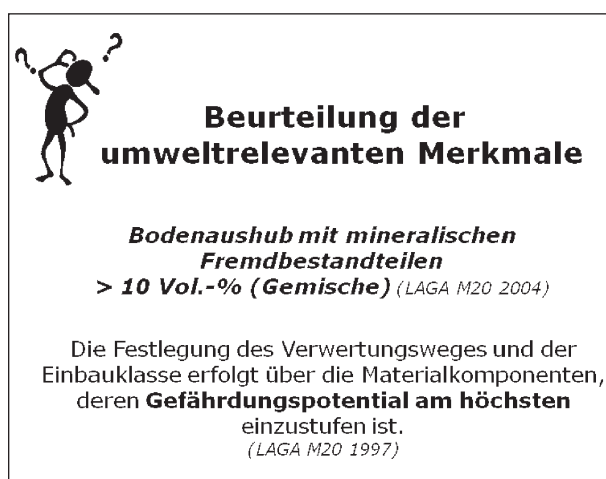 ? ?
Beurteilung der
umweltrelevanten Merkmale
Bodenaushub mit mineralischen
Fremdbestandteilen
> 10 Vol.-% (Gemische) (LAGA M20 2004)
Die Festlegung des Verwertungsweges und der
Einbauklasse erfolgt über die Materialkomponenten,
deren Gefährdungspotential am höchsten
einzustufen ist.
(LAGA M20 1997)